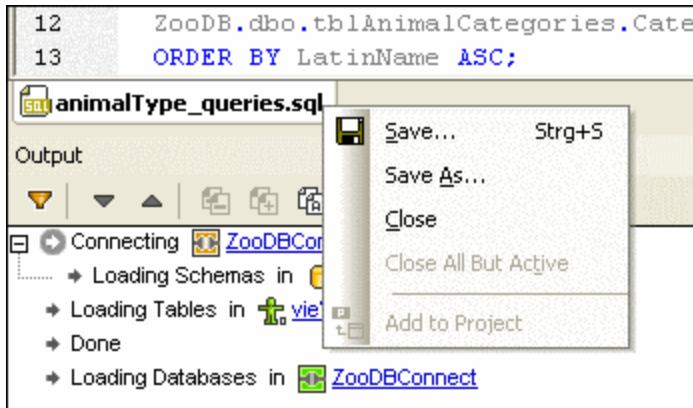 12 ZooDB.dbo.tblAnimalCategories.Cate
13 ORDER BY LatinName ASC;
animalType_queries.sql
Save... Strg+S
Save As...
Close
Close All But Active
Add to Project
Output
Connecting ZooDBCon
Loading Schemas in
Loading Tables in vie
Done
Loading Databases in ZooDBConnect